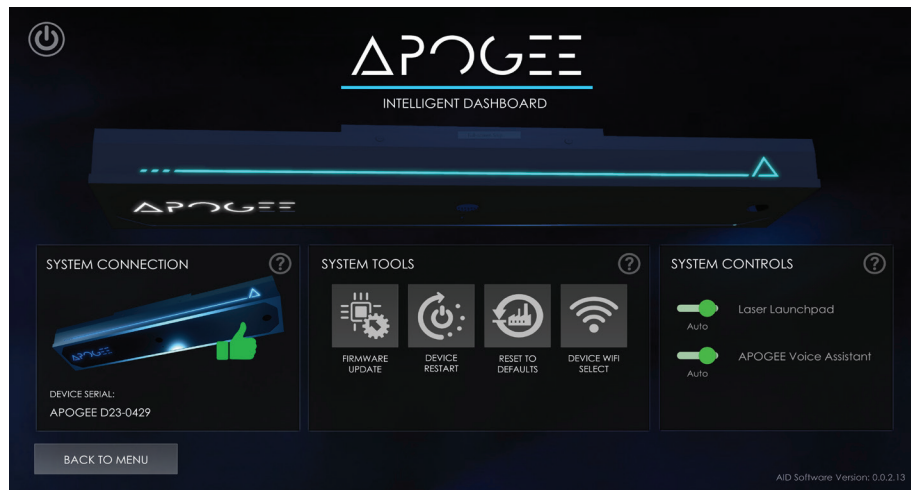 APOGEE
INTELLIGENT DASHBOARD
APOGEE
SYSTEM CONNECTION
?
APOGEE
DEVICE SERIAL:
APOGEE D23-0429
SYSTEM TOOLS
?
FIRMWARE
UPDATE
DEVICE
RESTART
RESET TO
DEFAULTS
DEVICE WIFI
SELECT
SYSTEM CONTROLS
?
Laser Launchpad
Auto
APOGEE Voice Assistant
Auto
BACK TO MENU
AID Software Version: 0.0.2.13